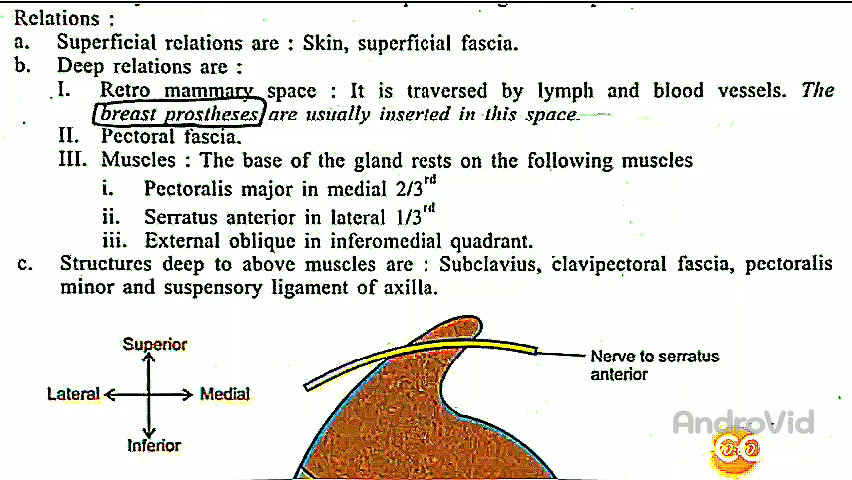 Relations :
a. Superficial relations are : Skin, superficial fascia.
b. Deep relations are :
I. Retro mammary space : It is traversed by lymph and blood vessels. The
breast prostheses are usually inserted in this space.
II. Pectoral fascia.
III. Muscles : The base of the gland rests on the following muscles
i. Pectoralis major in medial 2/3rd
ii. Serratus anterior in lateral 1/3rd
iii. External oblique in inferomedial quadrant.
c. Structures deep to above muscles are : Subclavius, clavipectoral fascia, pectoralis
minor and suspensory ligament of axilla.
Superior
Lateral
Medial
Inferior
Nerve to serratus
anterior
AndroVid